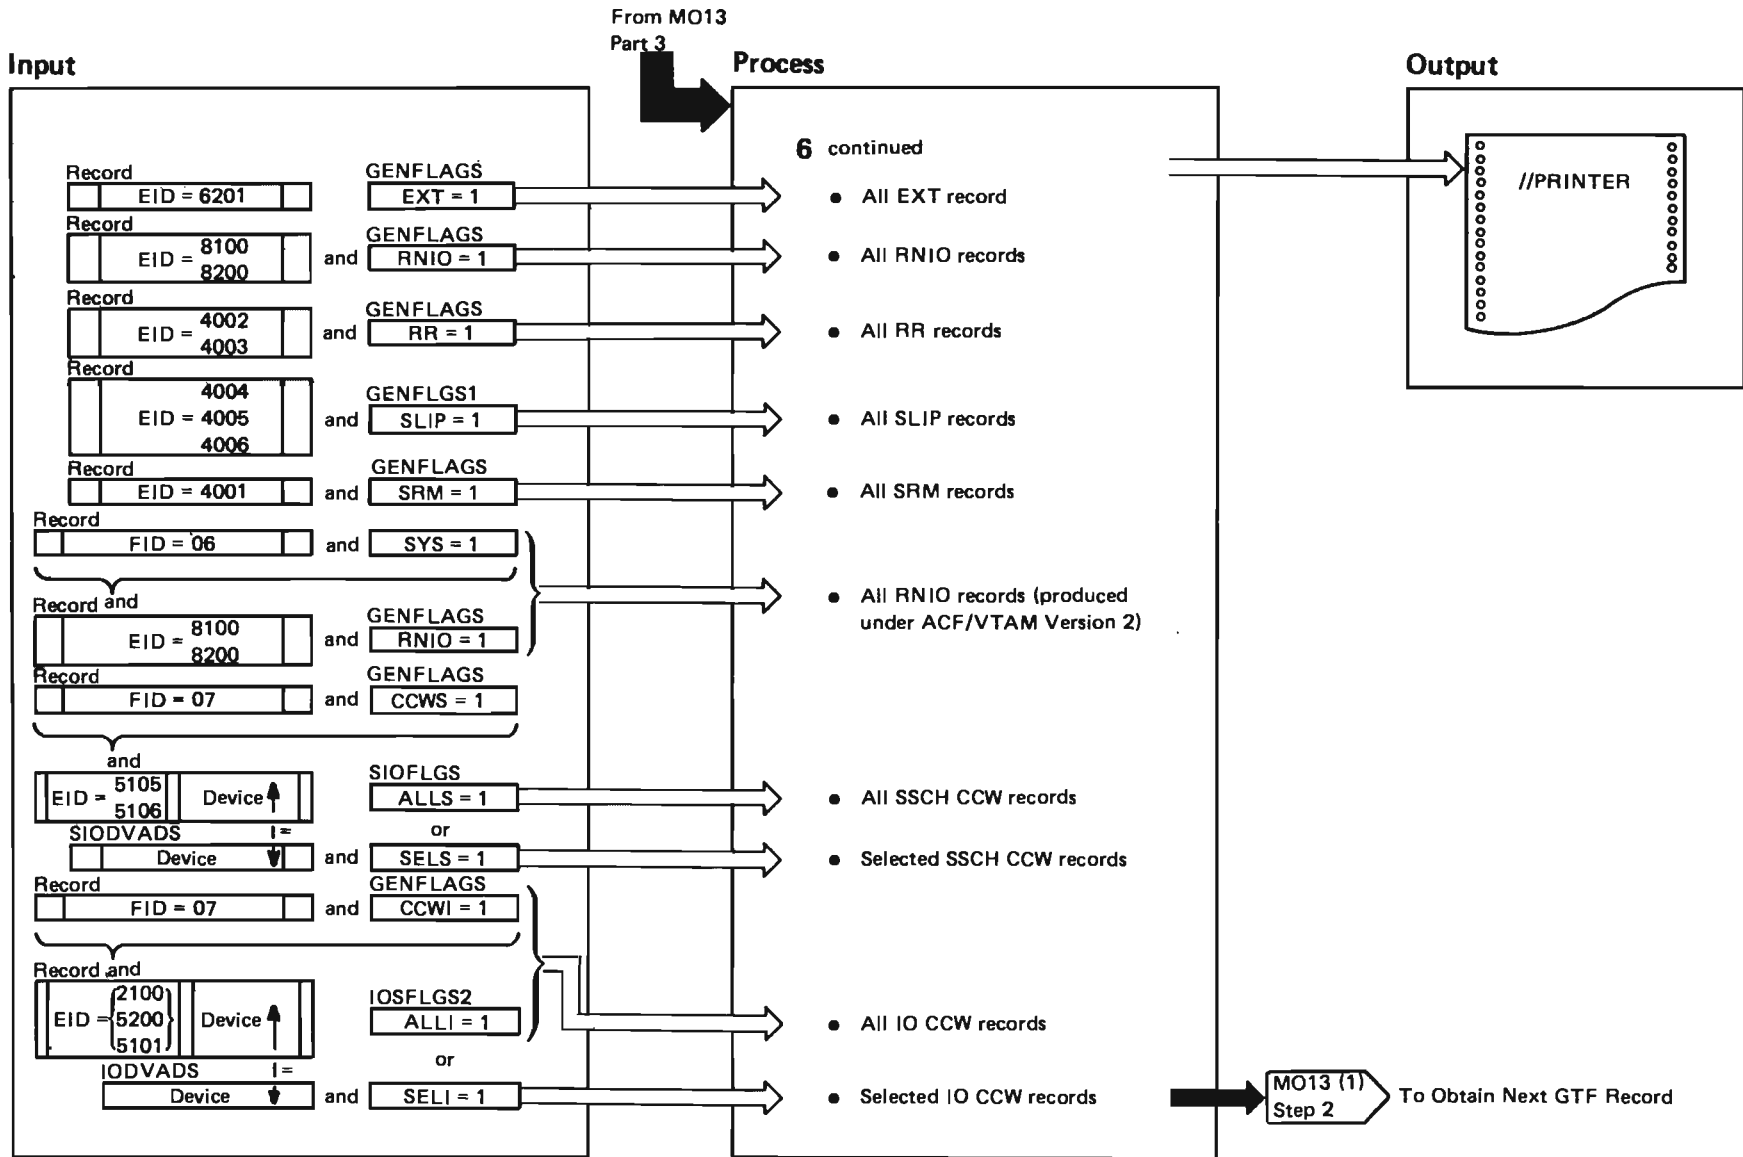 From MO13
Part 3
Input
Process
Output
6 continued
Record
GENFLAGS
EID = 6201
EXT = 1
• All EXT record
//PRINTER
Record
GENFLAGS
EID = 8100
8200
and
RNIO = 1
• All RNIO records
Record
GENFLAGS
EID = 4002
4003
and
RR = 1
• All RR records
Record
GENFLGS1
4004
EID = 4005
4006
and
SLIP = 1
• All SLIP records
Record
GENFLAGS
EID = 4001
and
SRM = 1
• All SRM records
Record
FID = 06
and
SYS = 1
Record and
GENFLAGS
EID = 8100
8200
and
RNIO = 1
• All RNIO records (produced
under ACF/VTAM Version 2)
Record
GENFLAGS
FID = 07
and
CCWS = 1
and
SIOFLGS
EID = 5105
5106
Device
ALLS = 1
• All SSCH CCW records
SIODVADS
I=
or
Device
and
SELS = 1
• Selected SSCH CCW records
Record
GENFLAGS
FID = 07
and
CCWI = 1
Record and
IOSFLGS2
EID = 2100
5200
5101
Device
ALLI = 1
• All IO CCW records
IODVADS
I=
or
Device
and
SELI = 1
• Selected IO CCW records
MO13 (1)
Step 2
To Obtain Next GTF Record